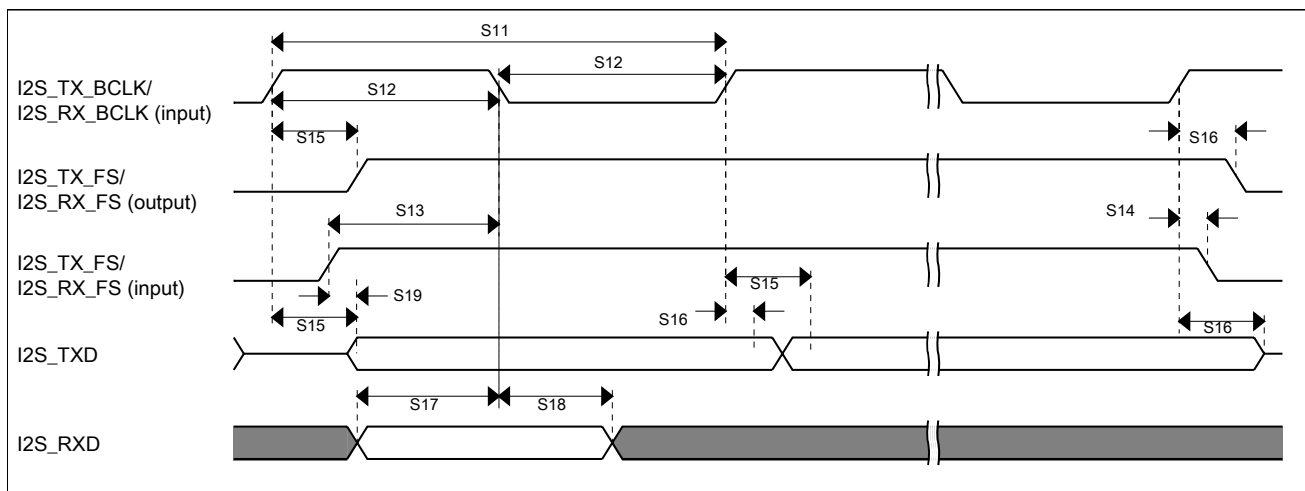 S11
S12
I2S_TX_BCLK/
I2S_RX_BCLK (input)
S12
S15
S16
I2S_TX_FS/
I2S_RX_FS (output)
S13
S14
I2S_TX_FS/
I2S_RX_FS (input)
S15
S19
S15
S16
S16
I2S_TXD
S17
S18
I2S_RXD